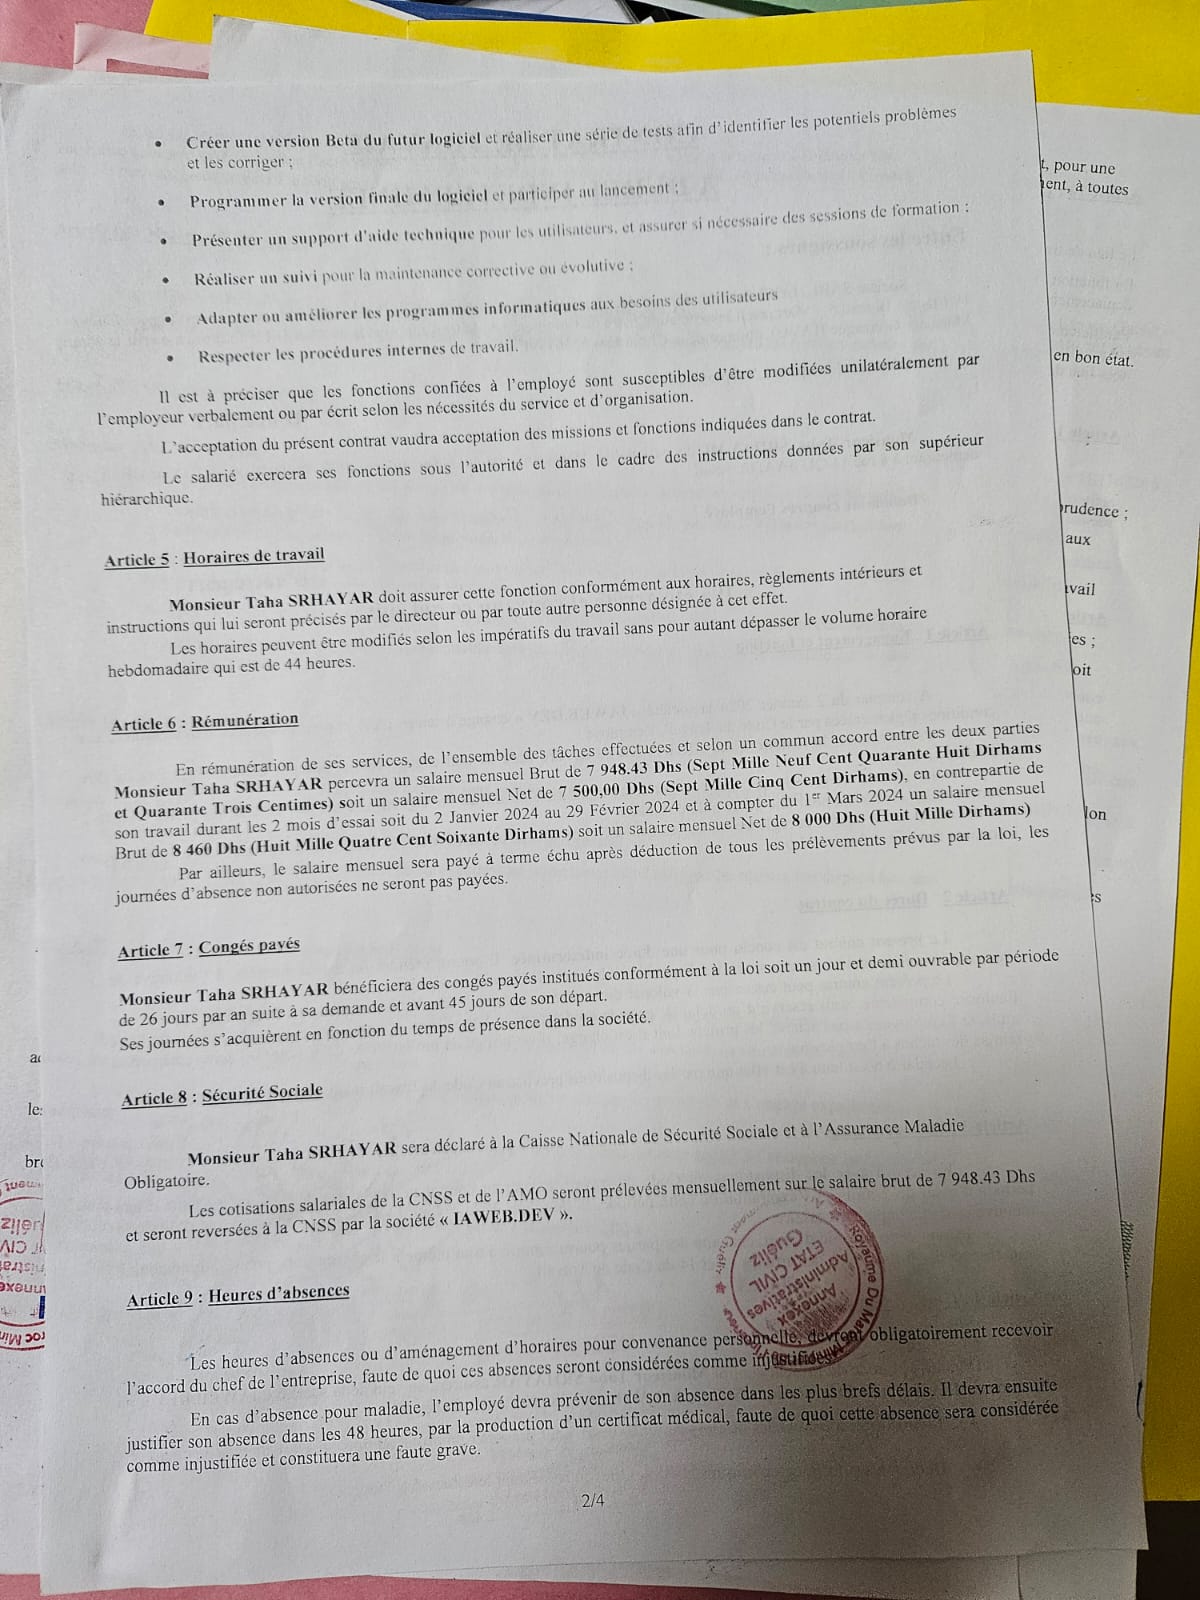 • Créer une version Beta du futur logiciel et réaliser une série de tests afin d'identifier les potentiels problèmes
et les corriger ;
• Programmer la version finale du logiciel et participer au lancement ;
• Présenter un support d'aide technique pour les utilisateurs, et assurer si nécessaire des sessions de formation ;
• Réaliser un suivi pour la maintenance corrective ou évolutive ;
• Adapter ou améliorer les programmes informatiques aux besoins des utilisateurs
• Respecter les procédures internes de travail.
Il est à préciser que les fonctions confiées à l'employé sont susceptibles d'être modifiées unilatéralement par
l'employeur verbalement ou par écrit selon les nécessités du service et d'organisation.
L'acceptation du présent contrat vaudra acceptation des missions et fonctions indiquées dans le contrat.
Le salarié exercera ses fonctions sous l'autorité et dans le cadre des instructions données par son supérieur
hiérarchique.
Article 5 : Horaires de travail
Monsieur Taha SRHAYAR doit assurer cette fonction conformément aux horaires, règlements intérieurs et
instructions qui lui seront précisés par le directeur ou par toute autre personne désignée à cet effet.
Les horaires peuvent être modifiés selon les impératifs du travail sans pour autant dépasser le volume horaire
hebdomadaire qui est de 44 heures.
Article 6 : Rémunération
En rémunération de ses services, de l'ensemble des tâches effectuées et selon un commun accord entre les deux parties
Monsieur Taha SRHAYAR percevra un salaire mensuel Brut de 7 948.43 Dhs (Sept Mille Neuf Cent Quarante Huit Dirhams
et Quarante Trois Centimes) soit un salaire mensuel Net de 7 500,00 Dhs (Sept Mille Cinq Cent Dirhams), en contrepartie de
son travail durant les 2 mois d'essai soit du 2 Janvier 2024 au 29 Février 2024 et à compter du 1er Mars 2024 un salaire mensuel
Brut de 8 460 Dhs (Huit Mille Quatre Cent Soixante Dirhams) soit un salaire mensuel Net de 8 000 Dhs (Huit Mille Dirhams)
Par ailleurs, le salaire mensuel sera payé à terme échu après déduction de tous les prélèvements prévus par la loi, les
journées d'absence non autorisées ne seront pas payées.
Article 7 : Congés payés
Monsieur Taha SRHAYAR bénéficiera des congés payés institués conformément à la loi soit un jour et demi ouvrable par période
de 26 jours par an suite à sa demande et avant 45 jours de son départ.
Ses journées s'acquièrent en fonction du temps de présence dans la société.
Article 8 : Sécurité Sociale
Monsieur Taha SRHAYAR sera déclaré à la Caisse Nationale de Sécurité Sociale et à l'Assurance Maladie
Obligatoire.
Les cotisations salariales de la CNSS et de l'AMO seront prélevées mensuellement sur le salaire brut de 7 948.43 Dhs
et seront reversées à la CNSS par la société « IAWEB.DEV ».
Article 9 : Heures d'absences
Les heures d'absences ou d'aménagement d'horaires pour convenance personnelle, devront obligatoirement recevoir
l'accord du chef de l'entreprise, faute de quoi ces absences seront considérées comme injustifiées.
En cas d'absence pour maladie, l'employé devra prévenir de son absence dans les plus brefs délais. Il devra ensuite
justifier son absence dans les 48 heures, par la production d'un certificat médical, faute de quoi cette absence sera considérée
comme injustifiée et constituera une faute grave.
2/4
Royaume Du
Annexes
Administratives
ETAT CIVIL
Guéliz
pour une
à toutes
en bon état.
aux